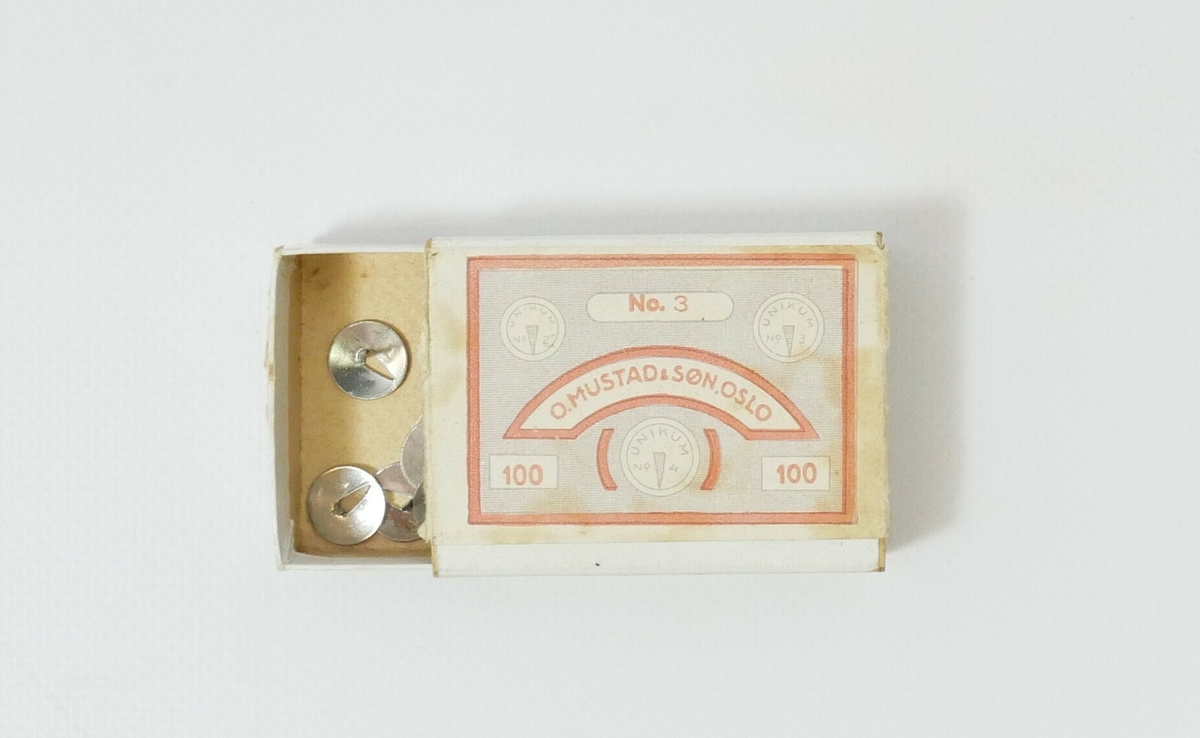 No. 3
UNIKUM
No 2
UNIKUM
No 3
O. MUSTAD & SØN. OSLO
100
UNIKUM
No 4
100